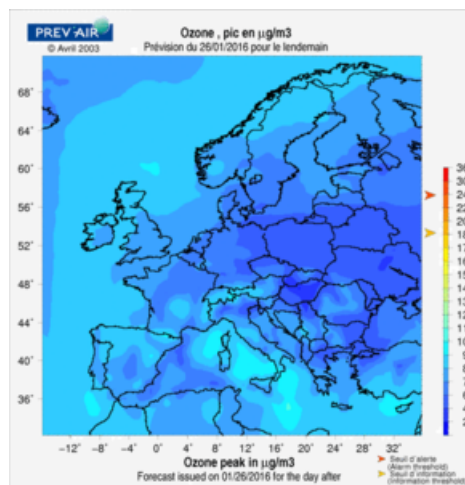 PREV'AIR
© Avril 2003
Ozone , pic en µg/m3
Prévision du 26/01/2016 pour le lendemain
68°
64°
60°
56°
52°
48°
44°
40°
36°
-12° -8° -4° 0° 4° 8° 12° 16° 20° 24° 28° 32°
Ozone peak in µg/m3
Forecast issued on 01/26/2016 for the day after
Seuil d'alerte
(Alarm threshold)
Seuil d'information
(Information threshold